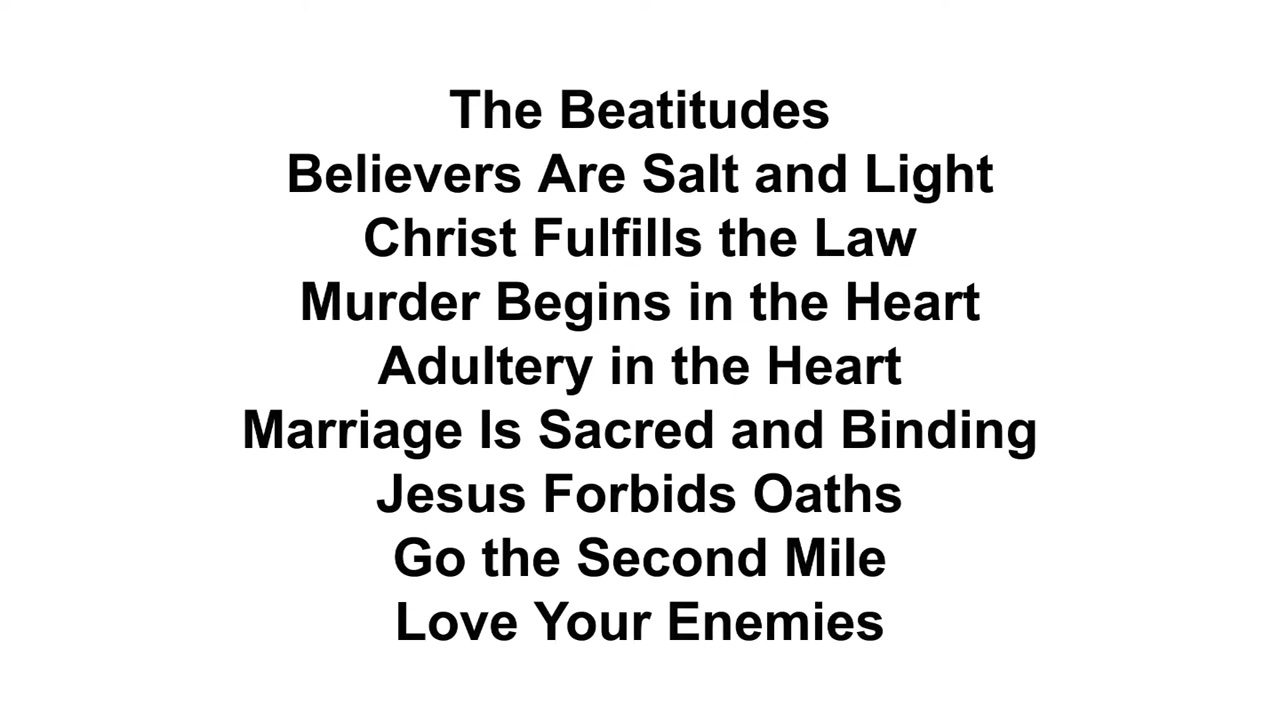 The Beatitudes
Believers Are Salt and Light
Christ Fulfills the Law
Murder Begins in the Heart
Adultery in the Heart
Marriage Is Sacred and Binding
Jesus Forbids Oaths
Go the Second Mile
Love Your Enemies